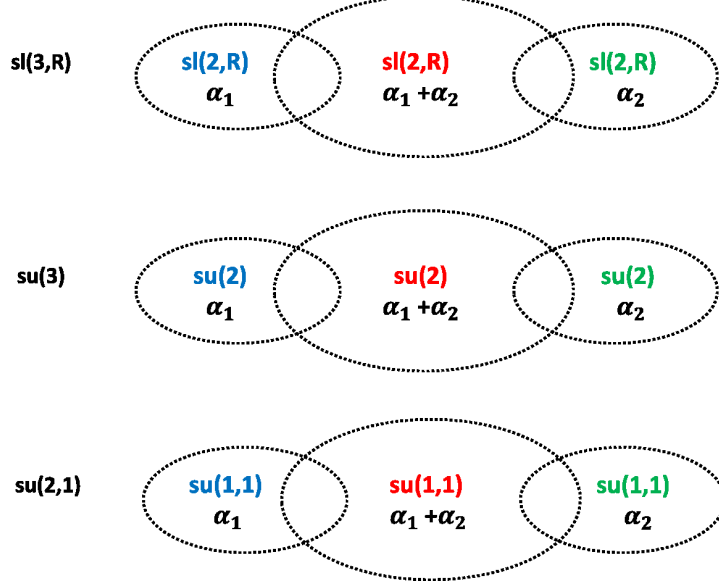 sl(3,R)
sl(2,R) sl(2,R) sl(2,R)
α₁ α₁ +α₂ α₂
su(3)
su(2) su(2) su(2)
α₁ α₁ +α₂ α₂
su(2,1)
su(1,1) su(1,1) su(1,1)
α₁ α₁ +α₂ α₂